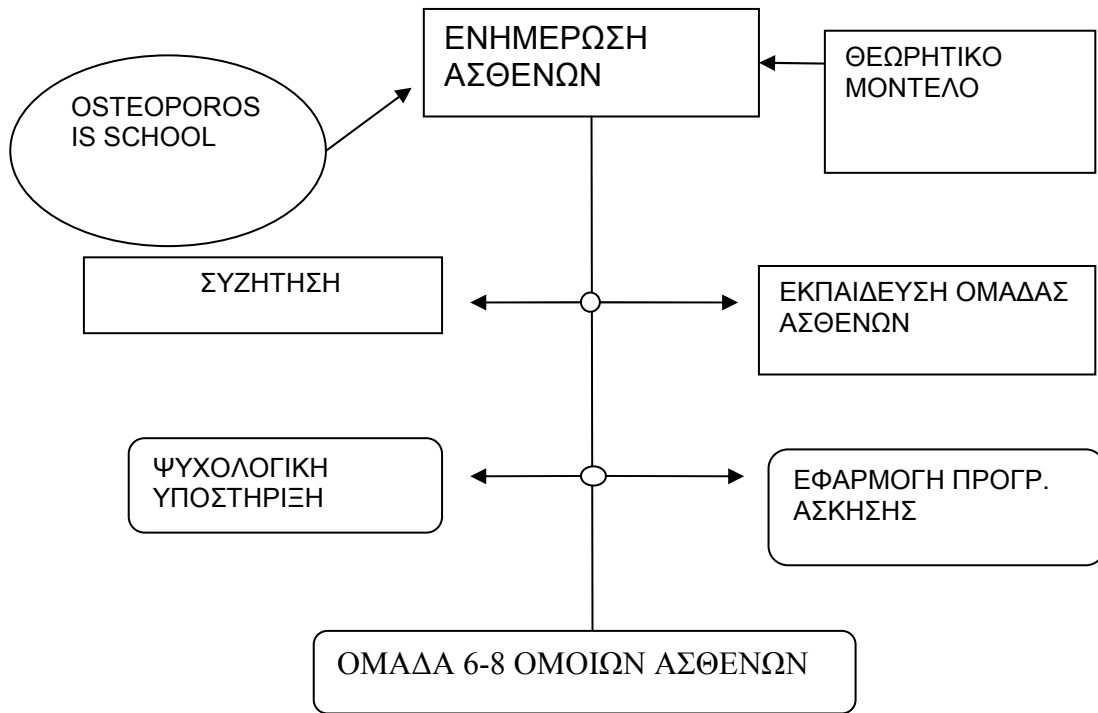 ΕΝΗΜΕΡΩΣΗ
ΑΣΘΕΝΩΝ
OSTEOPOROS
IS SCHOOL
ΘΕΩΡΗΤΙΚΟ
ΜΟΝΤΕΛΟ
ΣΥΖΗΤΗΣΗ
ΕΚΠΑΙΔΕΥΣΗ ΟΜΑΔΑΣ
ΑΣΘΕΝΩΝ
ΨΥΧΟΛΟΓΙΚΗ
ΥΠΟΣΤΗΡΙΞΗ
ΕΦΑΡΜΟΓΗ ΠΡΟΓΡ.
ΑΣΚΗΣΗΣ
ΟΜΑΔΑ 6-8 ΟΜΟΙΩΝ ΑΣΘΕΝΩΝ